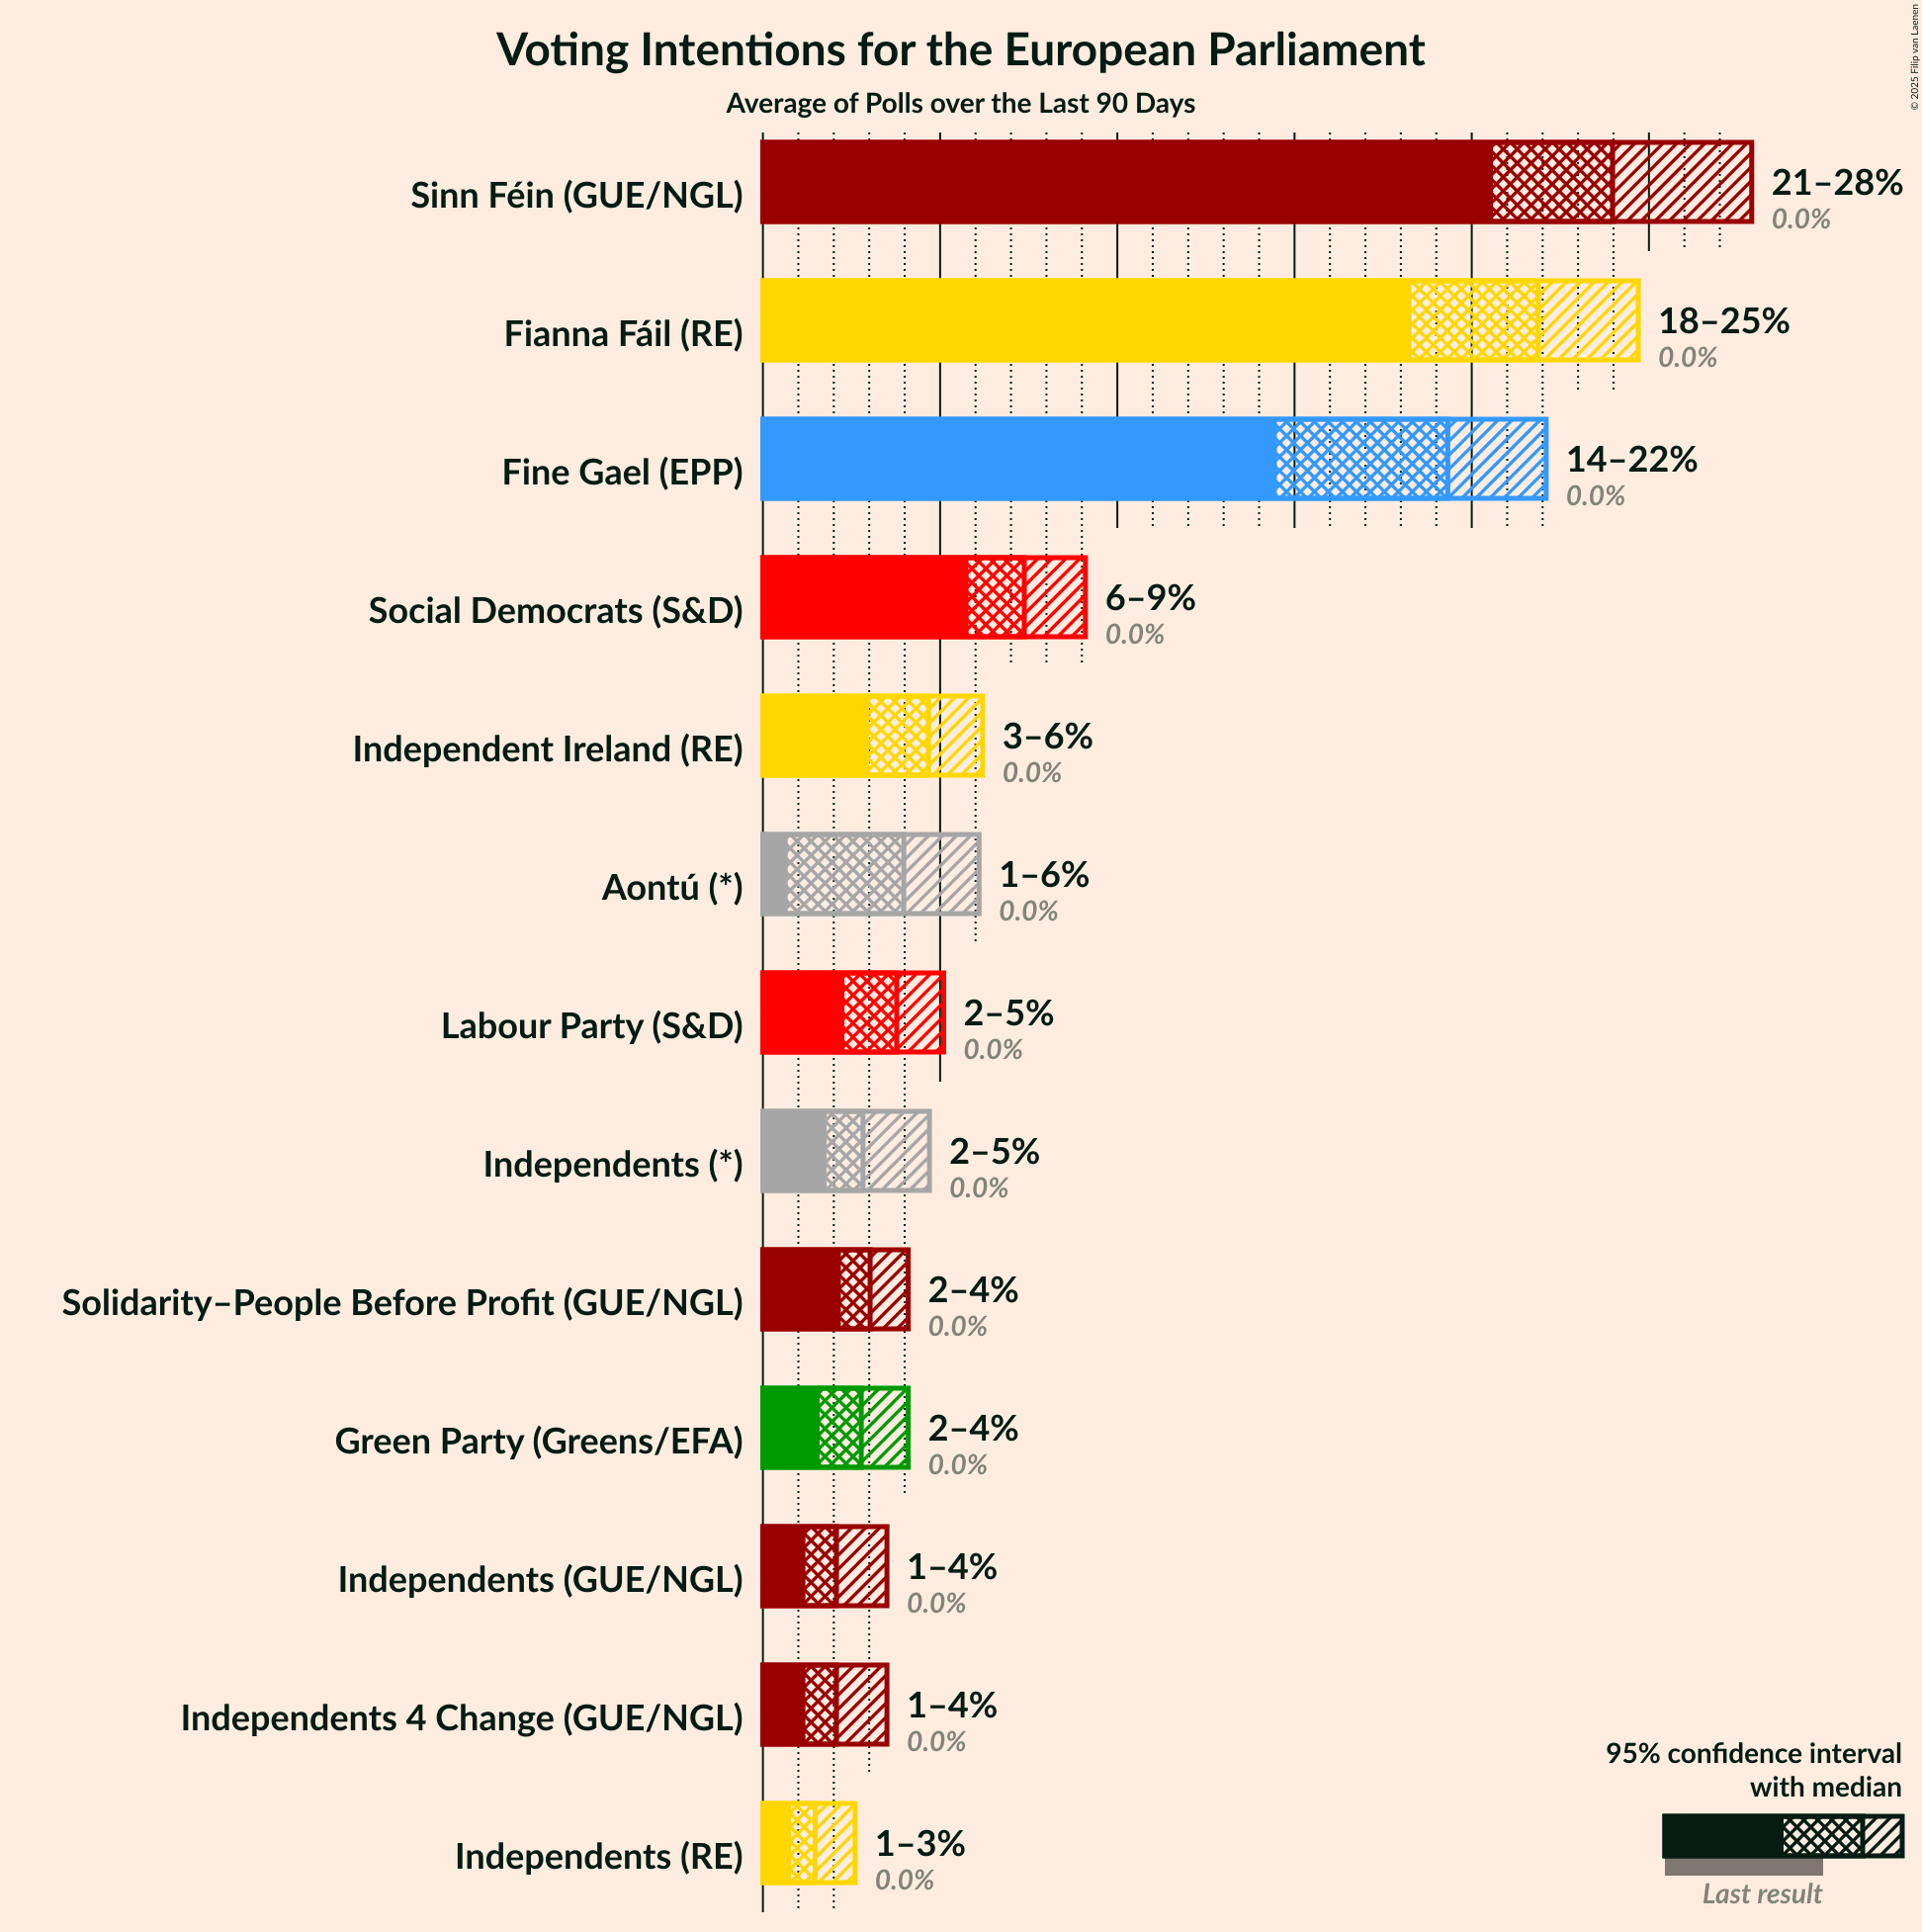 Voting Intentions for the European Parliament
Average of Polls over the Last 90 Days
© 2025 Filip van Laenen
Sinn Féin (GUE/NGL)
21–28%
0.0%
Fianna Fáil (RE)
18–25%
0.0%
Fine Gael (EPP)
14–22%
0.0%
Social Democrats (S&D)
6–9%
0.0%
Independent Ireland (RE)
3–6%
0.0%
Aontú (*)
1–6%
0.0%
Labour Party (S&D)
2–5%
0.0%
Independents (*)
2–5%
0.0%
Solidarity–People Before Profit (GUE/NGL)
2–4%
0.0%
Green Party (Greens/EFA)
2–4%
0.0%
Independents (GUE/NGL)
1–4%
0.0%
Independents 4 Change (GUE/NGL)
1–4%
0.0%
Independents (RE)
1–3%
0.0%
95% confidence interval
with median
Last result